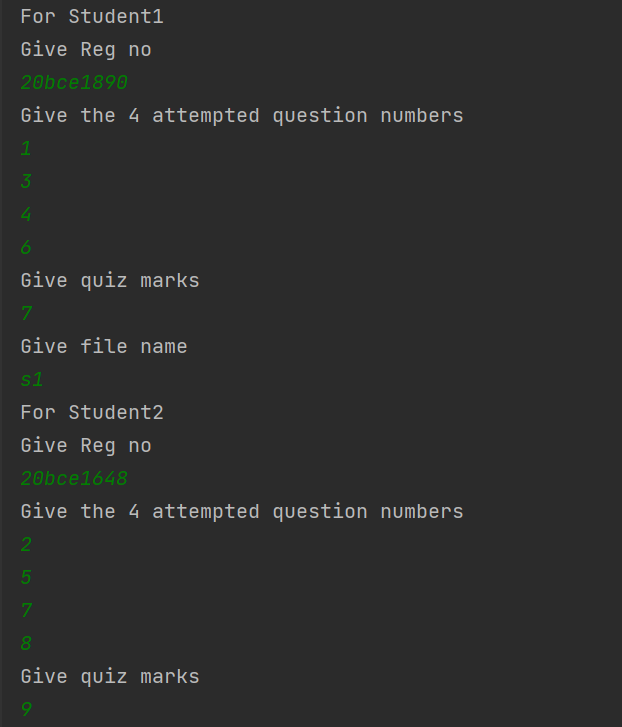 For Student1
Give Reg no
20bce1890
Give the 4 attempted question numbers
1
3
4
6
Give quiz marks
7
Give file name
s1
For Student2
Give Reg no
20bce1648
Give the 4 attempted question numbers
2
5
7
8
Give quiz marks
9